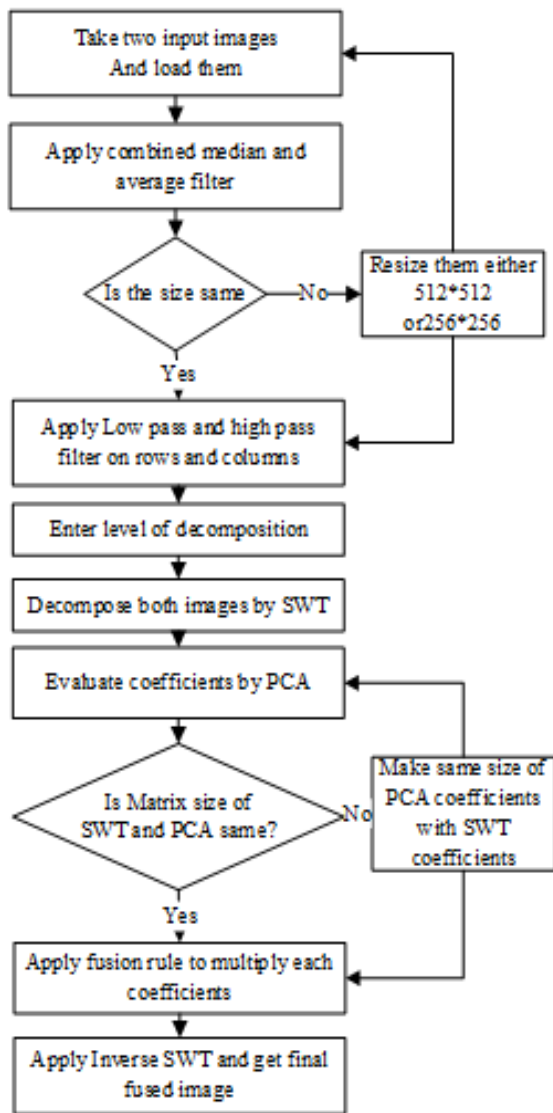 Take two input images
And load them
Apply combined median and
average filter
Is the size same
No
Resize them either
512*512
or256*256
Yes
Apply Low pass and high pass
filter on rows and columns
Enter level of decomposition
Decompose both images by SWT
Evaluate coefficients by PCA
Is Matrix size of
SWT and PCA same?
No
Make same size of
PCA coefficients
with SWT
coefficients
Yes
Apply fusion rule to multiply each
coefficients
Apply Inverse SWT and get final
fused image